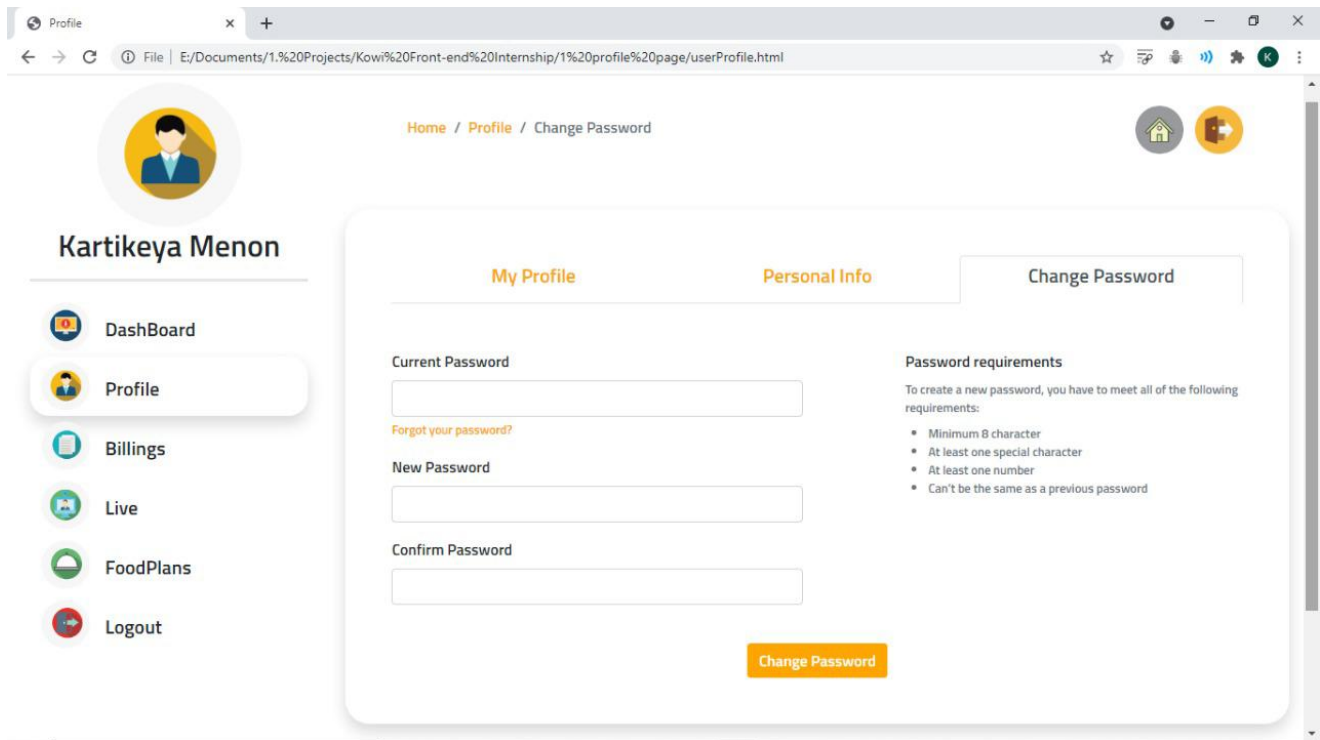 Profile
File | E:/Documents/1.%20Projects/Kowi%20Front-end%20Internship/1%20profile%20page/userProfile.html
K
Home / Profile / Change Password
Kartikeya Menon
DashBoard
Profile
Billings
Live
FoodPlans
Logout
My Profile
Personal Info
Change Password
Current Password
Forgot your password?
New Password
Confirm Password
Password requirements
To create a new password, you have to meet all of the following
requirements:
Minimum 8 character
At least one special character
At least one number
Can't be the same as a previous password
Change Password